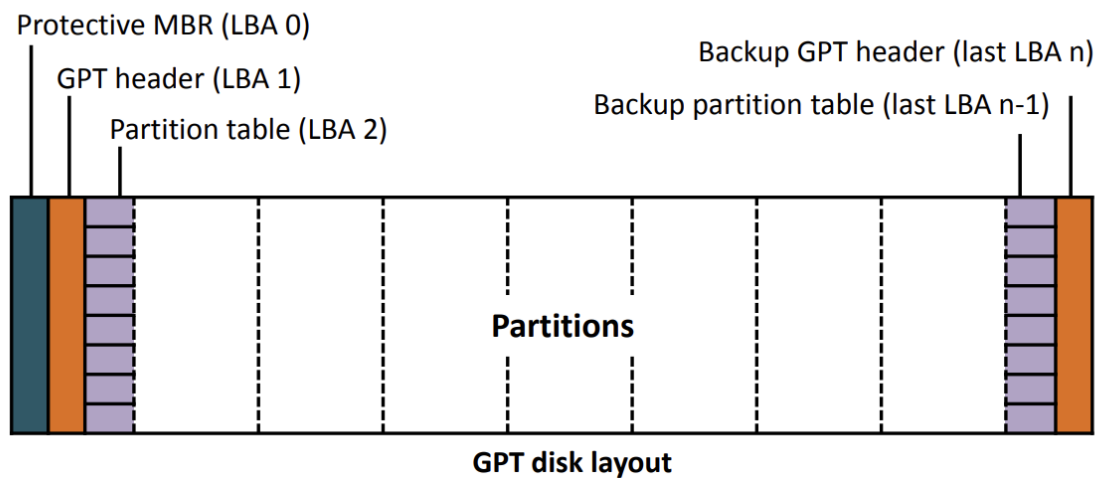 Protective MBR (LBA 0)
Backup GPT header (last LBA n)
GPT header (LBA 1)
Backup partition table (last LBA n-1)
Partition table (LBA 2)
Partitions
GPT disk layout